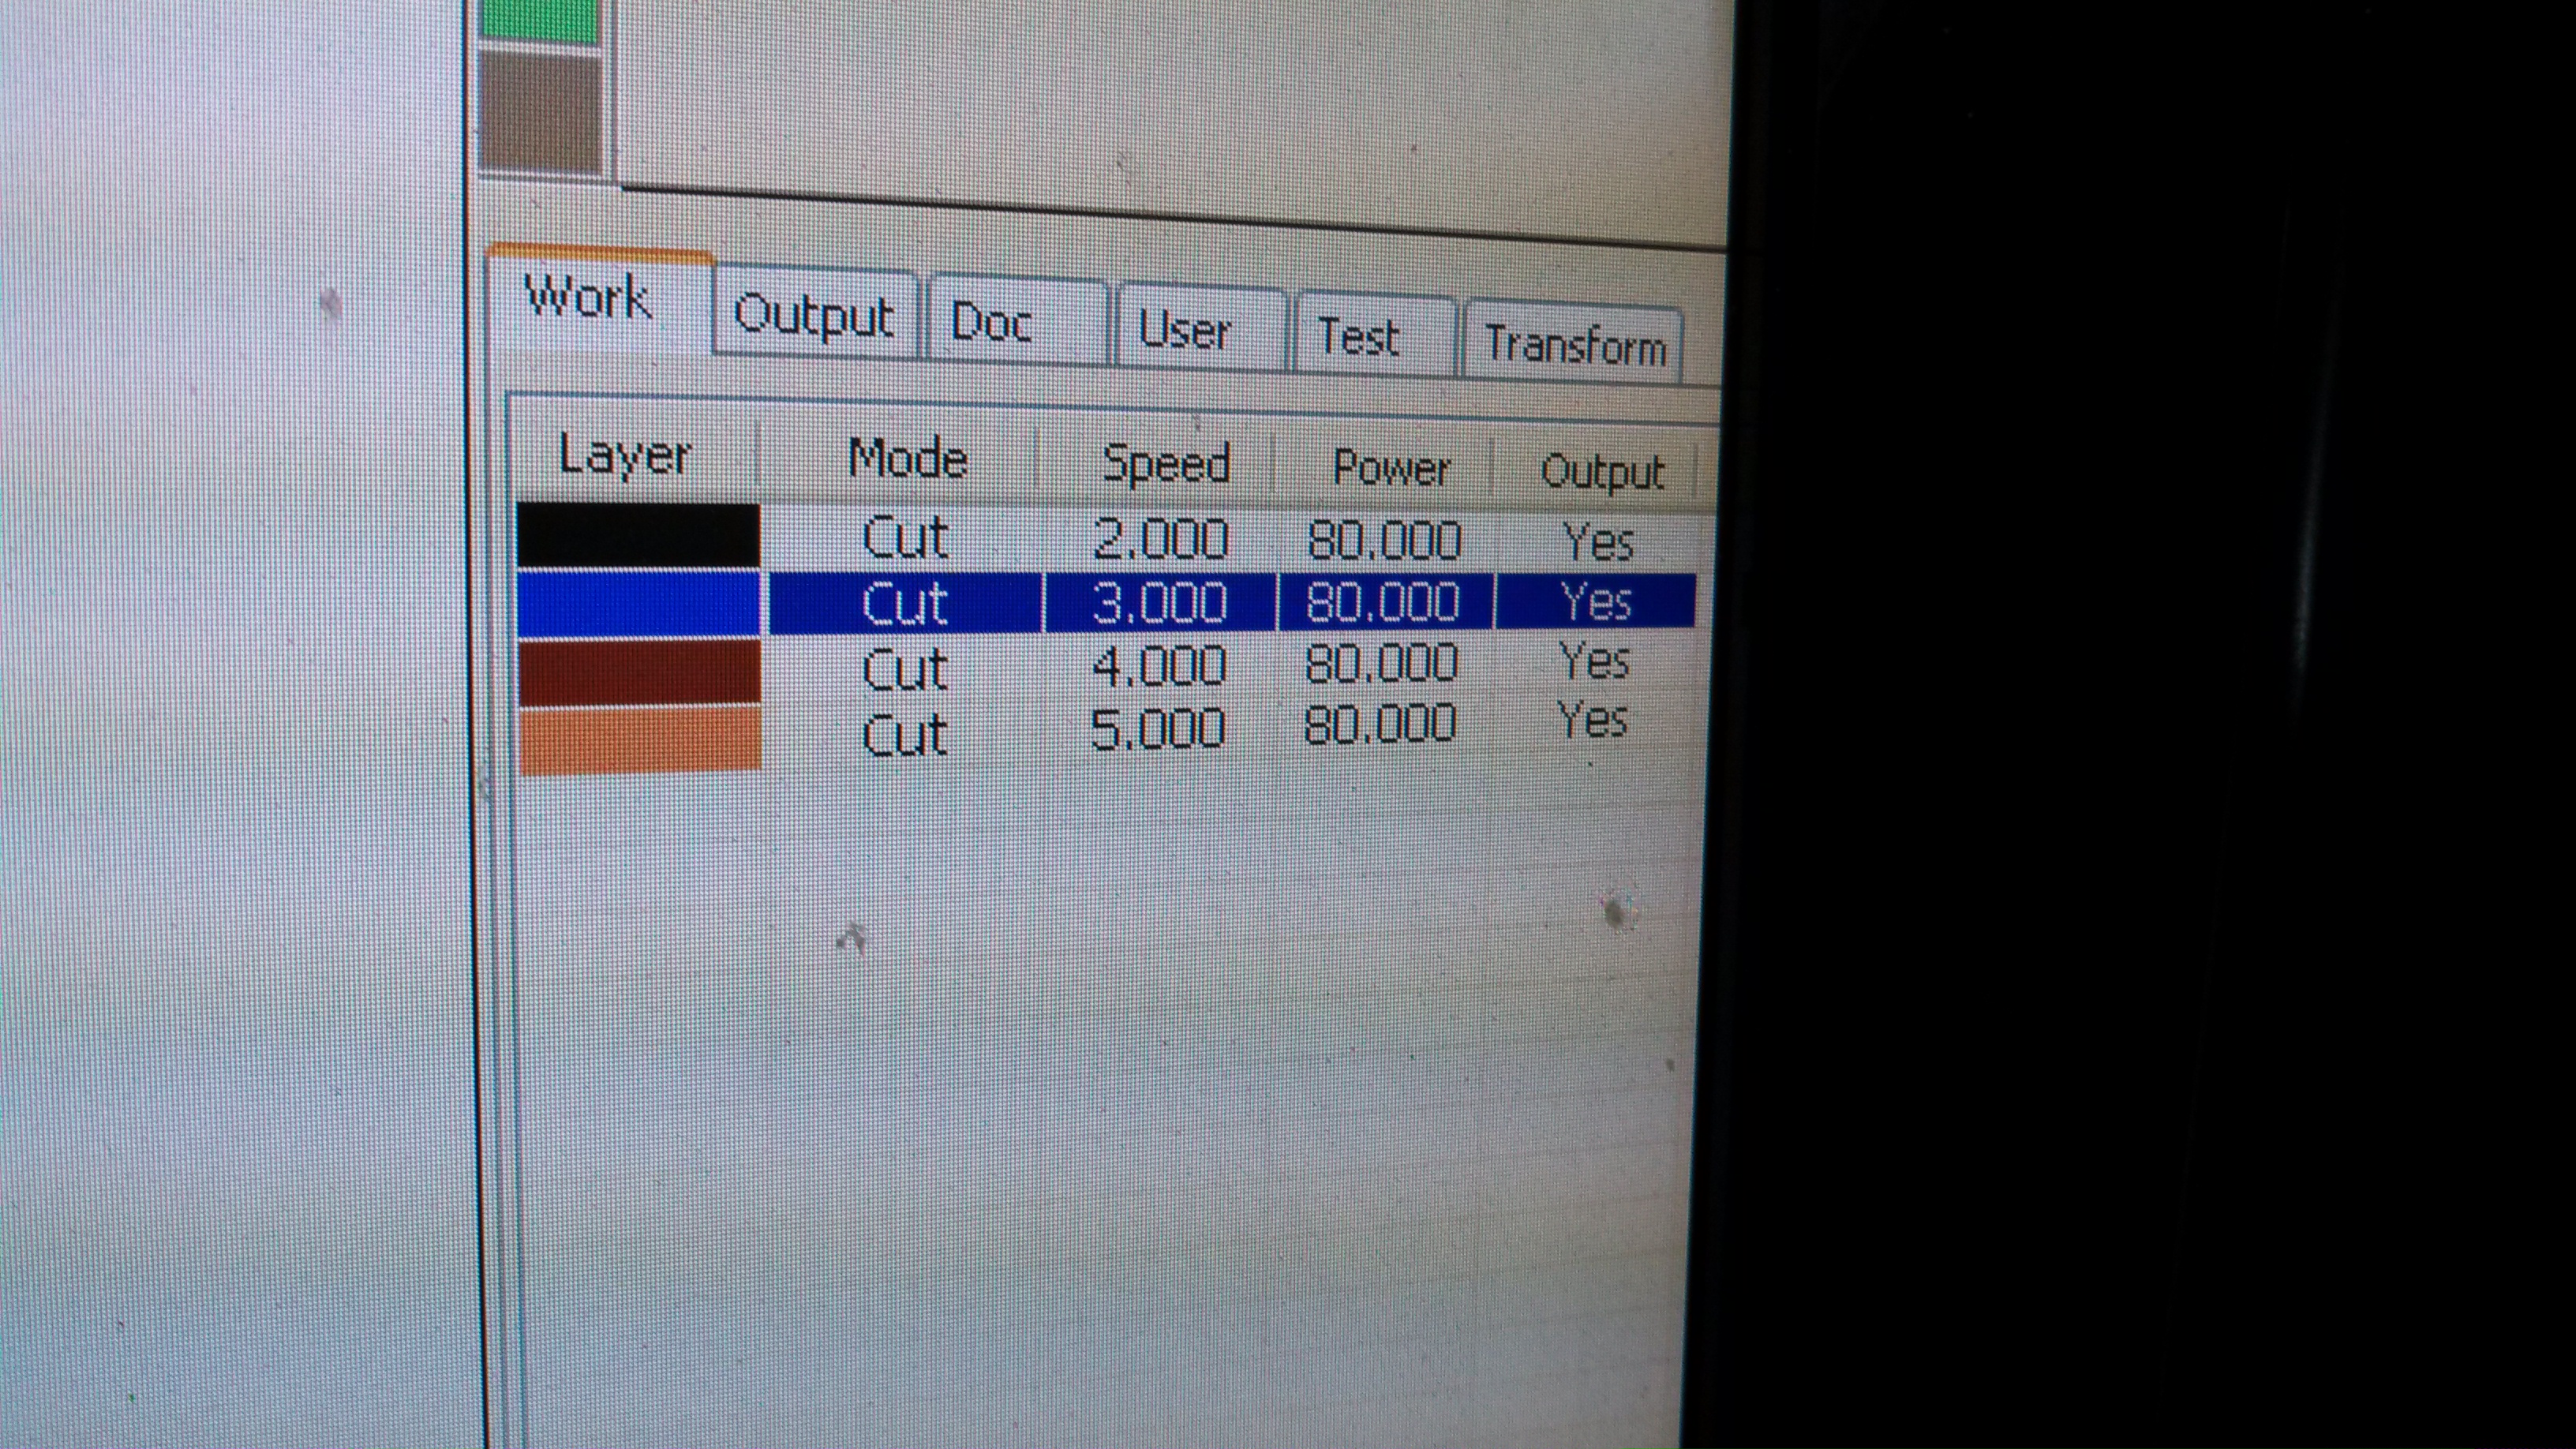 Work Output Doc User Test Transform
Layer Mode Speed Power Output
Cut 2.000 80.000 Yes
Cut 3.000 80.000 Yes
Cut 4.000 80.000 Yes
Cut 5.000 80.000 Yes